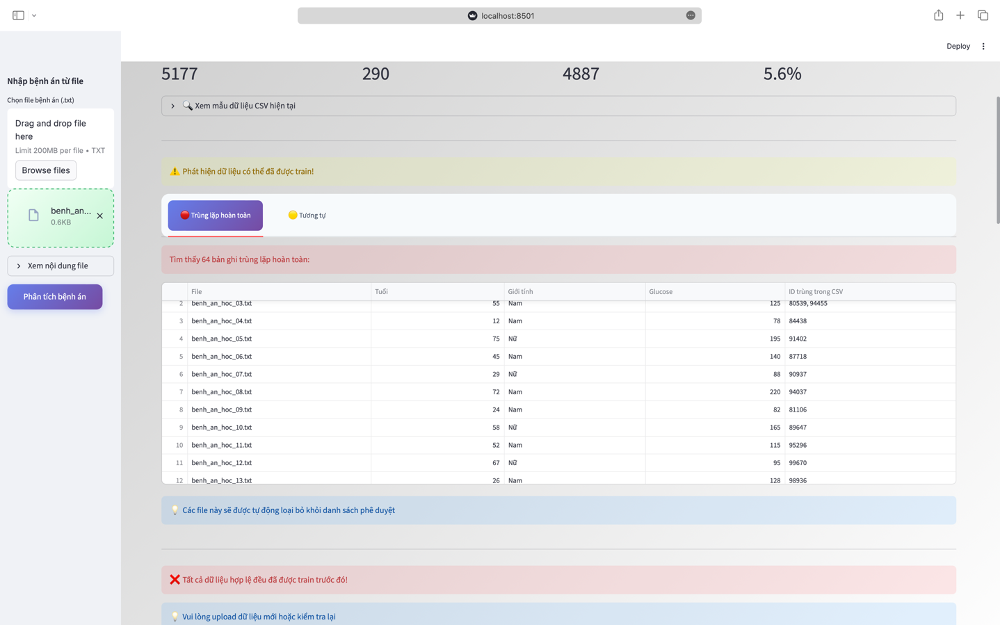 localhost:8501
Deploy
Nhập bệnh án từ file
Chọn file bệnh án (.txt)
Drag and drop file
here
Limit 200MB per file • TXT
Browse files
benh_an...
0.6KB
Xem nội dung file
Phân tích bệnh án
5177 290 4887 5.6%
Xem mẫu dữ liệu CSV hiện tại
Phát hiện dữ liệu có thể đã được train!
Trùng lặp hoàn toàn Tương tự
Tìm thấy 64 bản ghi trùng lặp hoàn toàn:
File Tuổi Giới tính Glucose ID trùng trong CSV
2 benh_an_hoc_03.txt 55 Nam 125 80539, 94455
3 benh_an_hoc_04.txt 12 Nam 78 84438
4 benh_an_hoc_05.txt 75 Nữ 195 91402
5 benh_an_hoc_06.txt 45 Nam 140 87718
6 benh_an_hoc_07.txt 29 Nữ 88 90937
7 benh_an_hoc_08.txt 72 Nam 220 94037
8 benh_an_hoc_09.txt 24 Nam 82 81106
9 benh_an_hoc_10.txt 58 Nữ 165 89647
10 benh_an_hoc_11.txt 52 Nam 115 95296
11 benh_an_hoc_12.txt 67 Nữ 95 99670
12 benh_an_hoc_13.txt 26 Nam 128 98936
Các file này sẽ được tự động loại bỏ khỏi danh sách phê duyệt
Tất cả dữ liệu hợp lệ đều đã được train trước đó!
Vui lòng upload dữ liệu mới hoặc kiểm tra lại